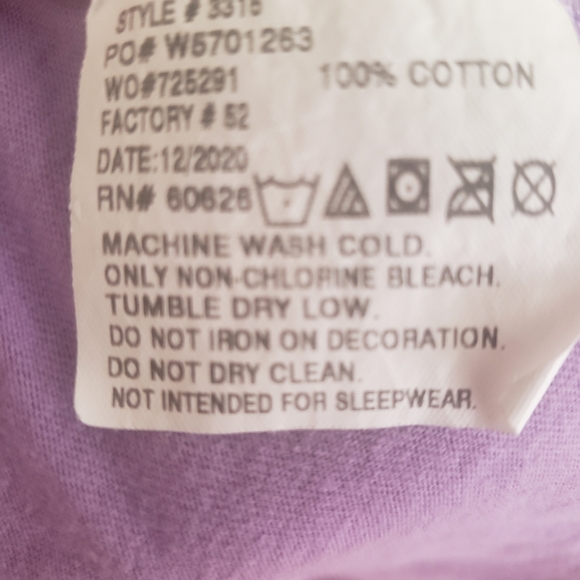 STYLE # 3316
PO# W5701263
WO#725291 100% COTTON
FACTORY # 52
DATE:12/2020
RN# 60626
MACHINE WASH COLD.
ONLY NON-CHLORINE BLEACH.
TUMBLE DRY LOW.
DO NOT IRON ON DECORATION.
DO NOT DRY CLEAN.
NOT INTENDED FOR SLEEPWEAR.